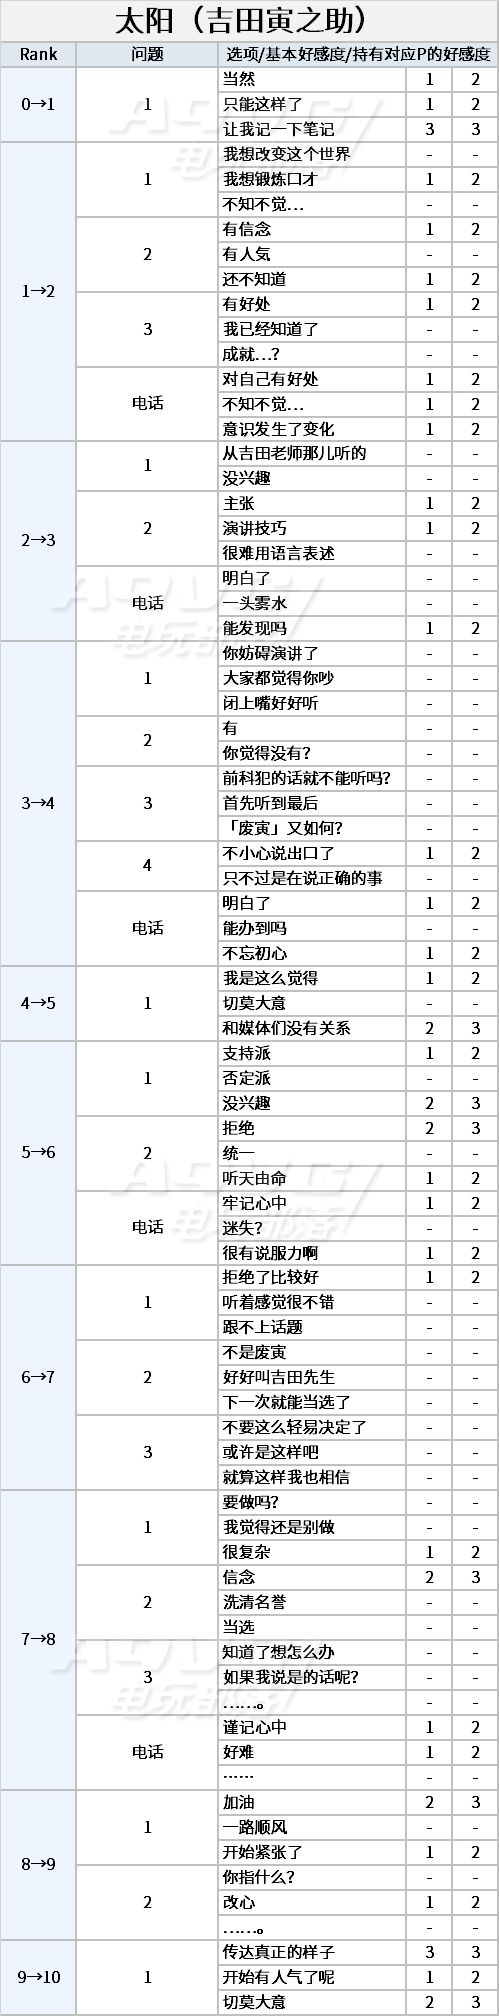 太阳（吉田寅之助）
Rank 问题 选项/基本好感度/持有对应P的好感度
0→1 1 当然 1 2
只能这样了 1 2
让我记一下笔记 3 3
1→2 1 我想改变这个世界 - -
我想锻炼口才 1 2
不知不觉... - -
2 有信念 1 2
有人气 - -
还不知道 1 2
3 有好处 1 2
我已经知道了 - -
成就...？ - -
电话 对自己有好处 1 2
不知不觉... 1 2
意识发生了变化 1 2
2→3 1 从吉田老师那儿听的 - -
没兴趣 - -
2 主张 1 2
演讲技巧 1 2
很难用语言表述 - -
电话 明白了 - -
一头雾水 - -
能发现吗 1 2
3→4 1 你妨碍演讲了 - -
大家都觉得你吵 - -
闭上嘴好好听 - -
2 有 - -
你觉得没有？ - -
3 前科犯的话就不能听吗？ - -
首先听到最后 - -
「废寅」又如何？ - -
4 不小心说出口了 1 2
只不过是在说正确的事 - -
电话 明白了 1 2
能办到吗 - -
不忘初心 1 2
4→5 1 我是这么觉得 1 2
切莫大意 - -
和媒体们没有关系 2 3
5→6 1 支持派 1 2
否定派 - -
没兴趣 2 3
2 拒绝 2 3
统一 - -
听天由命 1 2
电话 牢记心中 1 2
迷失？ - -
很有说服力啊 1 2
6→7 1 拒绝了比较好 1 2
听着感觉很不错 - -
跟不上话题 - -
2 不是废寅 - -
好好叫吉田先生 - -
下一次就能当选了 - -
3 不要这么轻易决定了 - -
或许是这样吧 - -
就算这样我也相信 - -
7→8 1 要做吗？ - -
我觉得还是别做 - -
很复杂 1 2
2 信念 2 3
洗清名誉 - -
当选 - -
3 知道了想怎么办 - -
如果我说是的话呢？ - -
……。 - -
电话 谨记心中 1 2
好难 1 2
…… - -
8→9 1 加油 2 3
一路顺风 - -
开始紧张了 1 2
2 你指什么？ - -
改心 1 2
……。 - -
9→10 1 传达真正的样子 3 3
开始有人气了呢 1 2
切莫大意 2 3
AQVG
电玩部落
AQVG
电玩部落
AQVG
电玩部落
AQVG
电玩部落